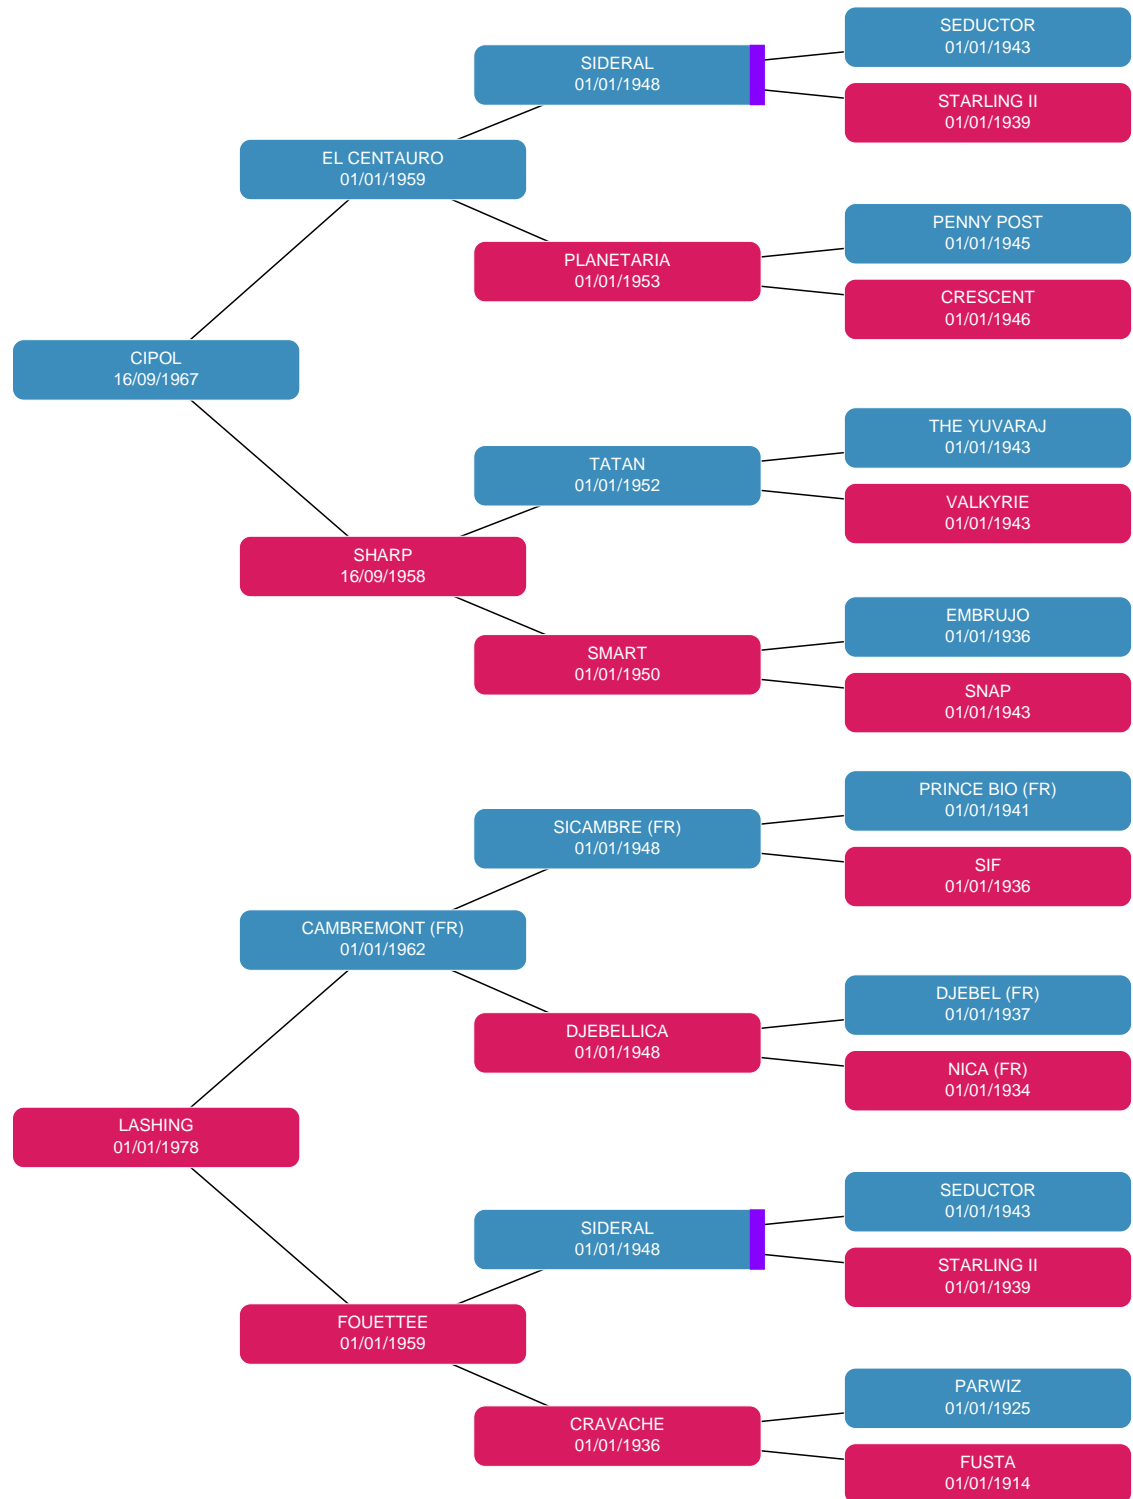 SEDUCTOR
01/01/1943
SIDERAL
01/01/1948
STARLING II
01/01/1939
EL CENTAURO
01/01/1959
PENNY POST
01/01/1945
PLANETARIA
01/01/1953
CRESCENT
01/01/1946
CIPOL
16/09/1967
THE YUVARAJ
01/01/1943
TATAN
01/01/1952
VALKYRIE
01/01/1943
SHARP
16/09/1958
EMBRUJO
01/01/1936
SMART
01/01/1950
SNAP
01/01/1943
PRINCE BIO (FR)
01/01/1941
SICAMBRE (FR)
01/01/1948
SIF
01/01/1936
CAMBREMONT (FR)
01/01/1962
DJEBEL (FR)
01/01/1937
DJEBELLICA
01/01/1948
NICA (FR)
01/01/1934
LASHING
01/01/1978
SEDUCTOR
01/01/1943
SIDERAL
01/01/1948
STARLING II
01/01/1939
FOUETTEE
01/01/1959
PARWIZ
01/01/1925
CRAVACHE
01/01/1936
FUSTA
01/01/1914